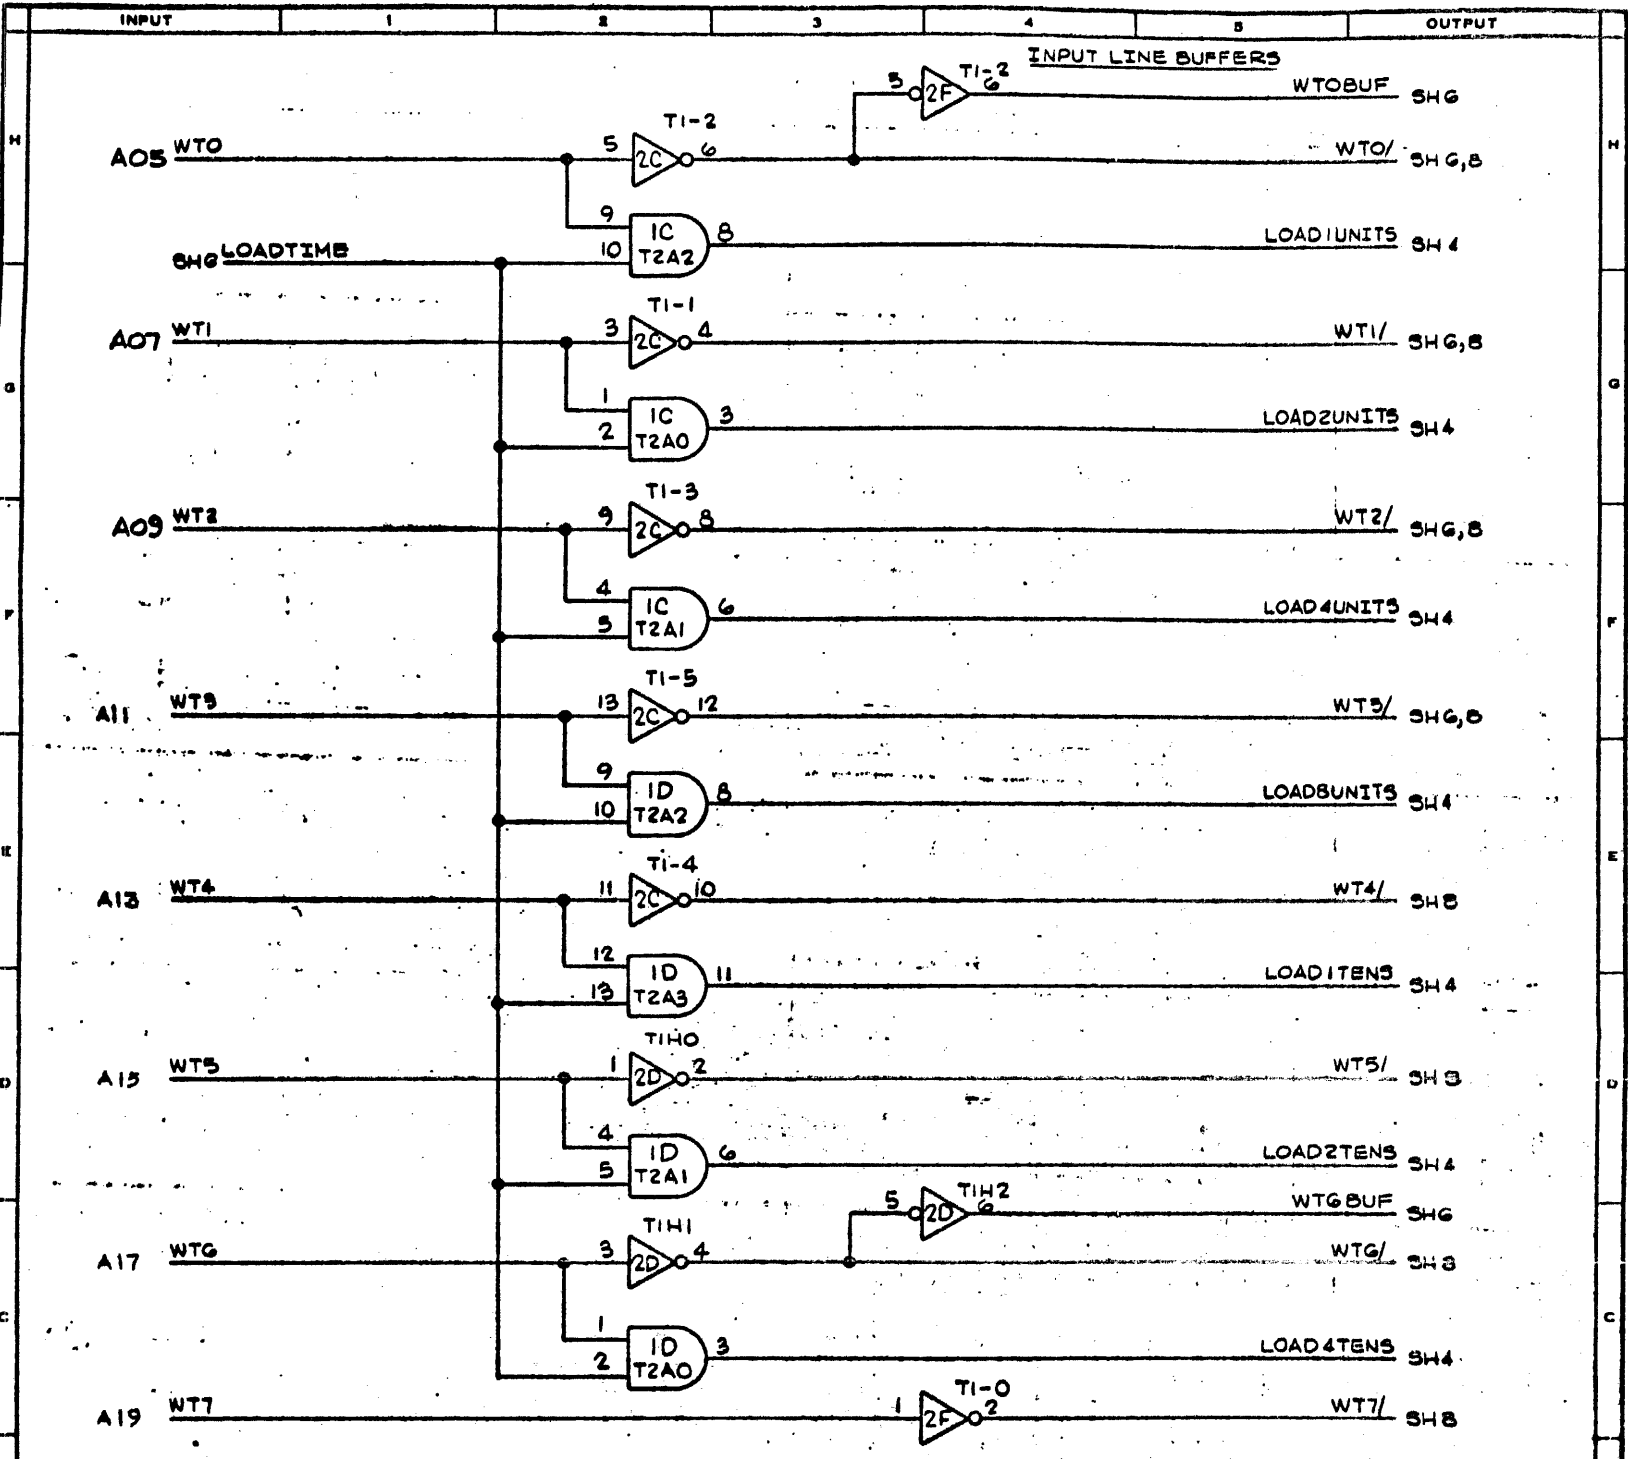 INPUT 1 2 3 4 5 OUTPUT
INPUT LINE BUFFERS
T1-2
5 2F 6 WT0BUF SH6
H T1-2 H
A05 WT0 5 2C 6 WT0/ SH6,8
9 1C 8 LOAD1UNITS SH4
LOADTIME 10 T2A2
T1-1
A07 WT1 3 2C 4 WT1/ SH6,8
G G
1 1C 3 LOAD2UNITS SH4
2 T2A0
T1-3
A09 WT2 9 2C 8 WT2/ SH6,8
4 1C 6 LOAD4UNITS SH4
F 5 T2A1 F
T1-5
A11 WT3 13 2C 12 WT3/ SH6,8
9 1D 8 LOAD8UNITS SH4
10 T2A2
E T1-4 E
A13 WT4 11 2C 10 WT4/ SH8
12 1D 11 LOAD1TENS SH4
13 T2A3
T1H0
A15 WT5 1 2D 2 WT5/
D D
4 1D 6 LOAD2TENS SH4
5 T2A1
T1H2
5 2D 6 WT6BUF SH6
T1H1
A17 WT6 3 2D 4 WT6/
C C
1 1D 3 LOAD4TENS SH4
2 T2A0
T1-0
A19 WT7 1 2F 2 WT7/ SH8